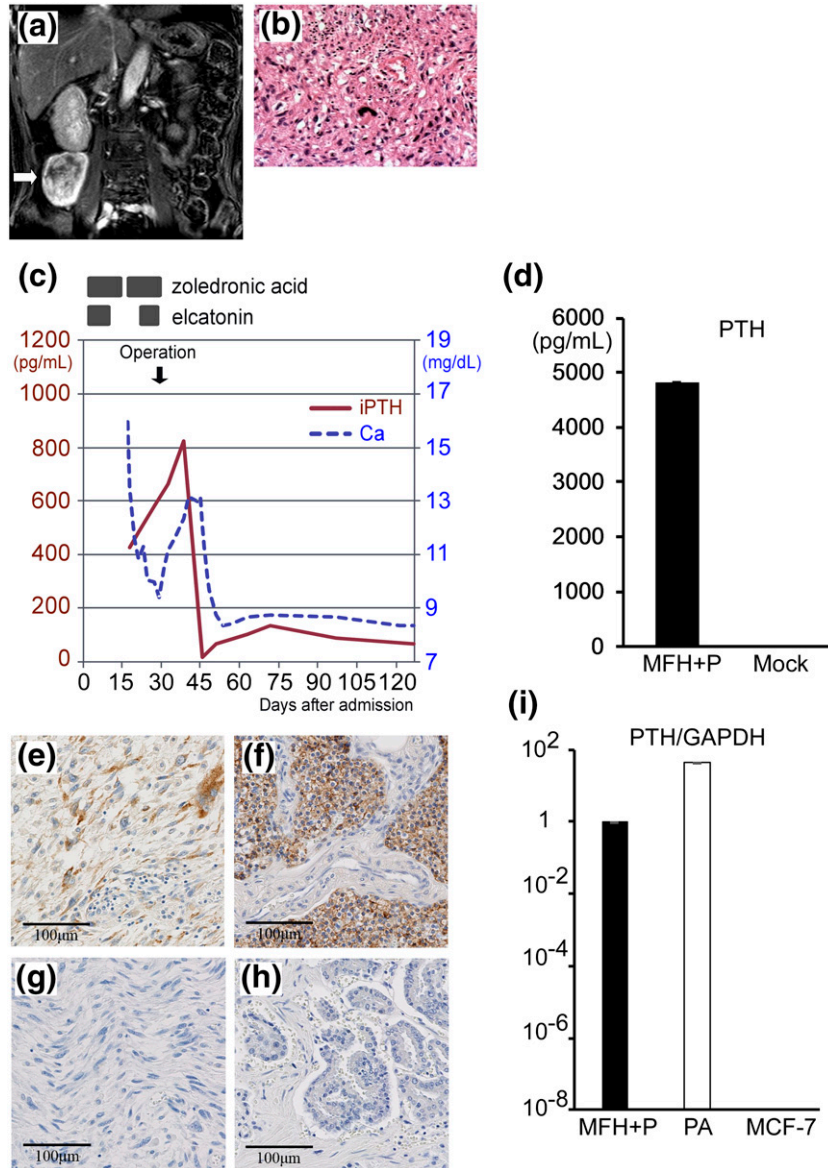 (a)
(b)
(c)
zoledronic acid
elcatonin
1200
(pg/mL)
1000
800
600
400
200
0
Operation
iPTH
Ca
19
(mg/dL)
17
15
13
11
9
7
0 15 30 45 60 75 90 105 120
Days after admission
(d)
PTH
6000
(pg/mL)
5000
4000
3000
2000
1000
0
MFH+P Mock
(e)
100μm
(f)
100μm
(g)
100μm
(h)
100μm
(i)
PTH/GAPDH
10²
1
10⁻²
10⁻⁴
10⁻⁶
10⁻⁸
MFH+P PA MCF-7